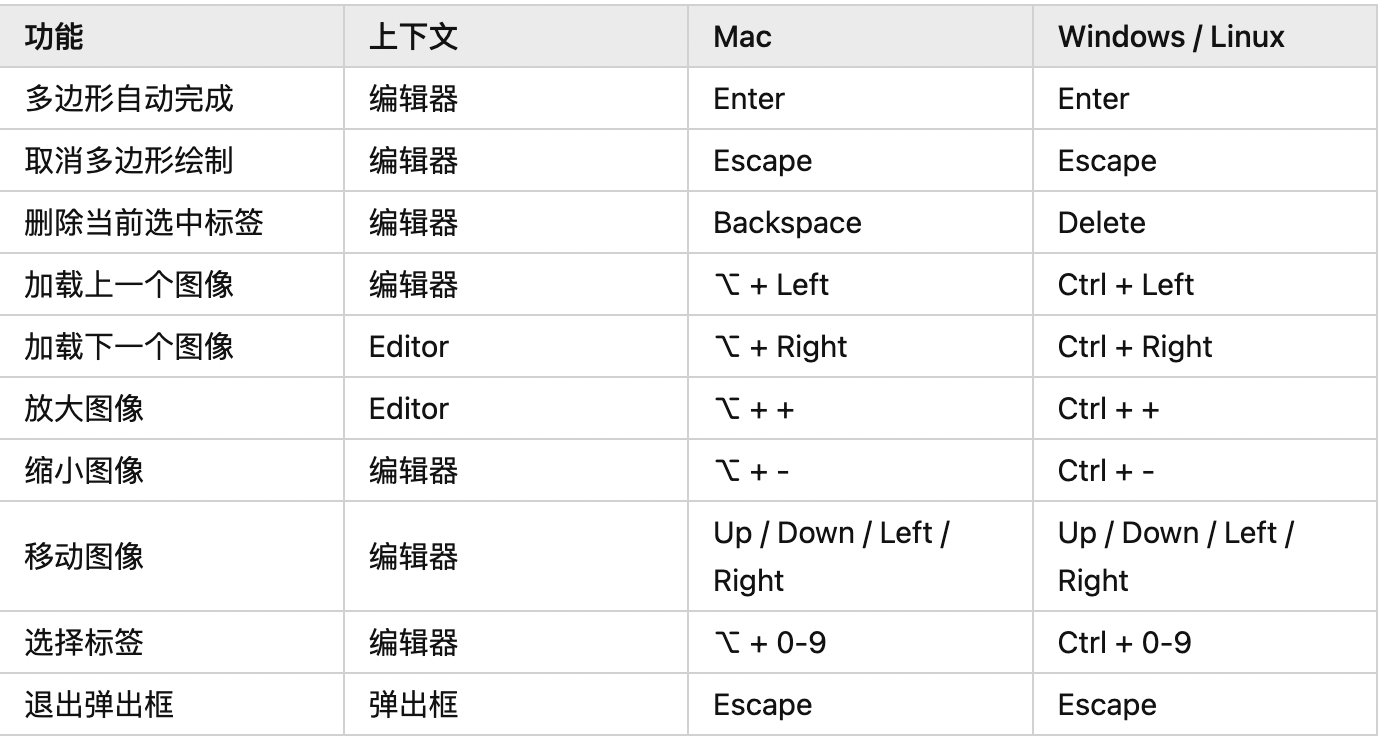 功能 上下文 Mac Windows / Linux
多边形自动完成 编辑器 Enter Enter
取消多边形绘制 编辑器 Escape Escape
删除当前选中标签 编辑器 Backspace Delete
加载上一个图像 编辑器 ⌥ + Left Ctrl + Left
加载下一个图像 Editor ⌥ + Right Ctrl + Right
放大图像 Editor ⌥ + + Ctrl + +
缩小图像 编辑器 ⌥ + - Ctrl + -
移动图像 编辑器 Up / Down / Left / Right Up / Down / Left / Right
选择标签 编辑器 ⌥ + 0-9 Ctrl + 0-9
退出弹出框 弹出框 Escape Escape